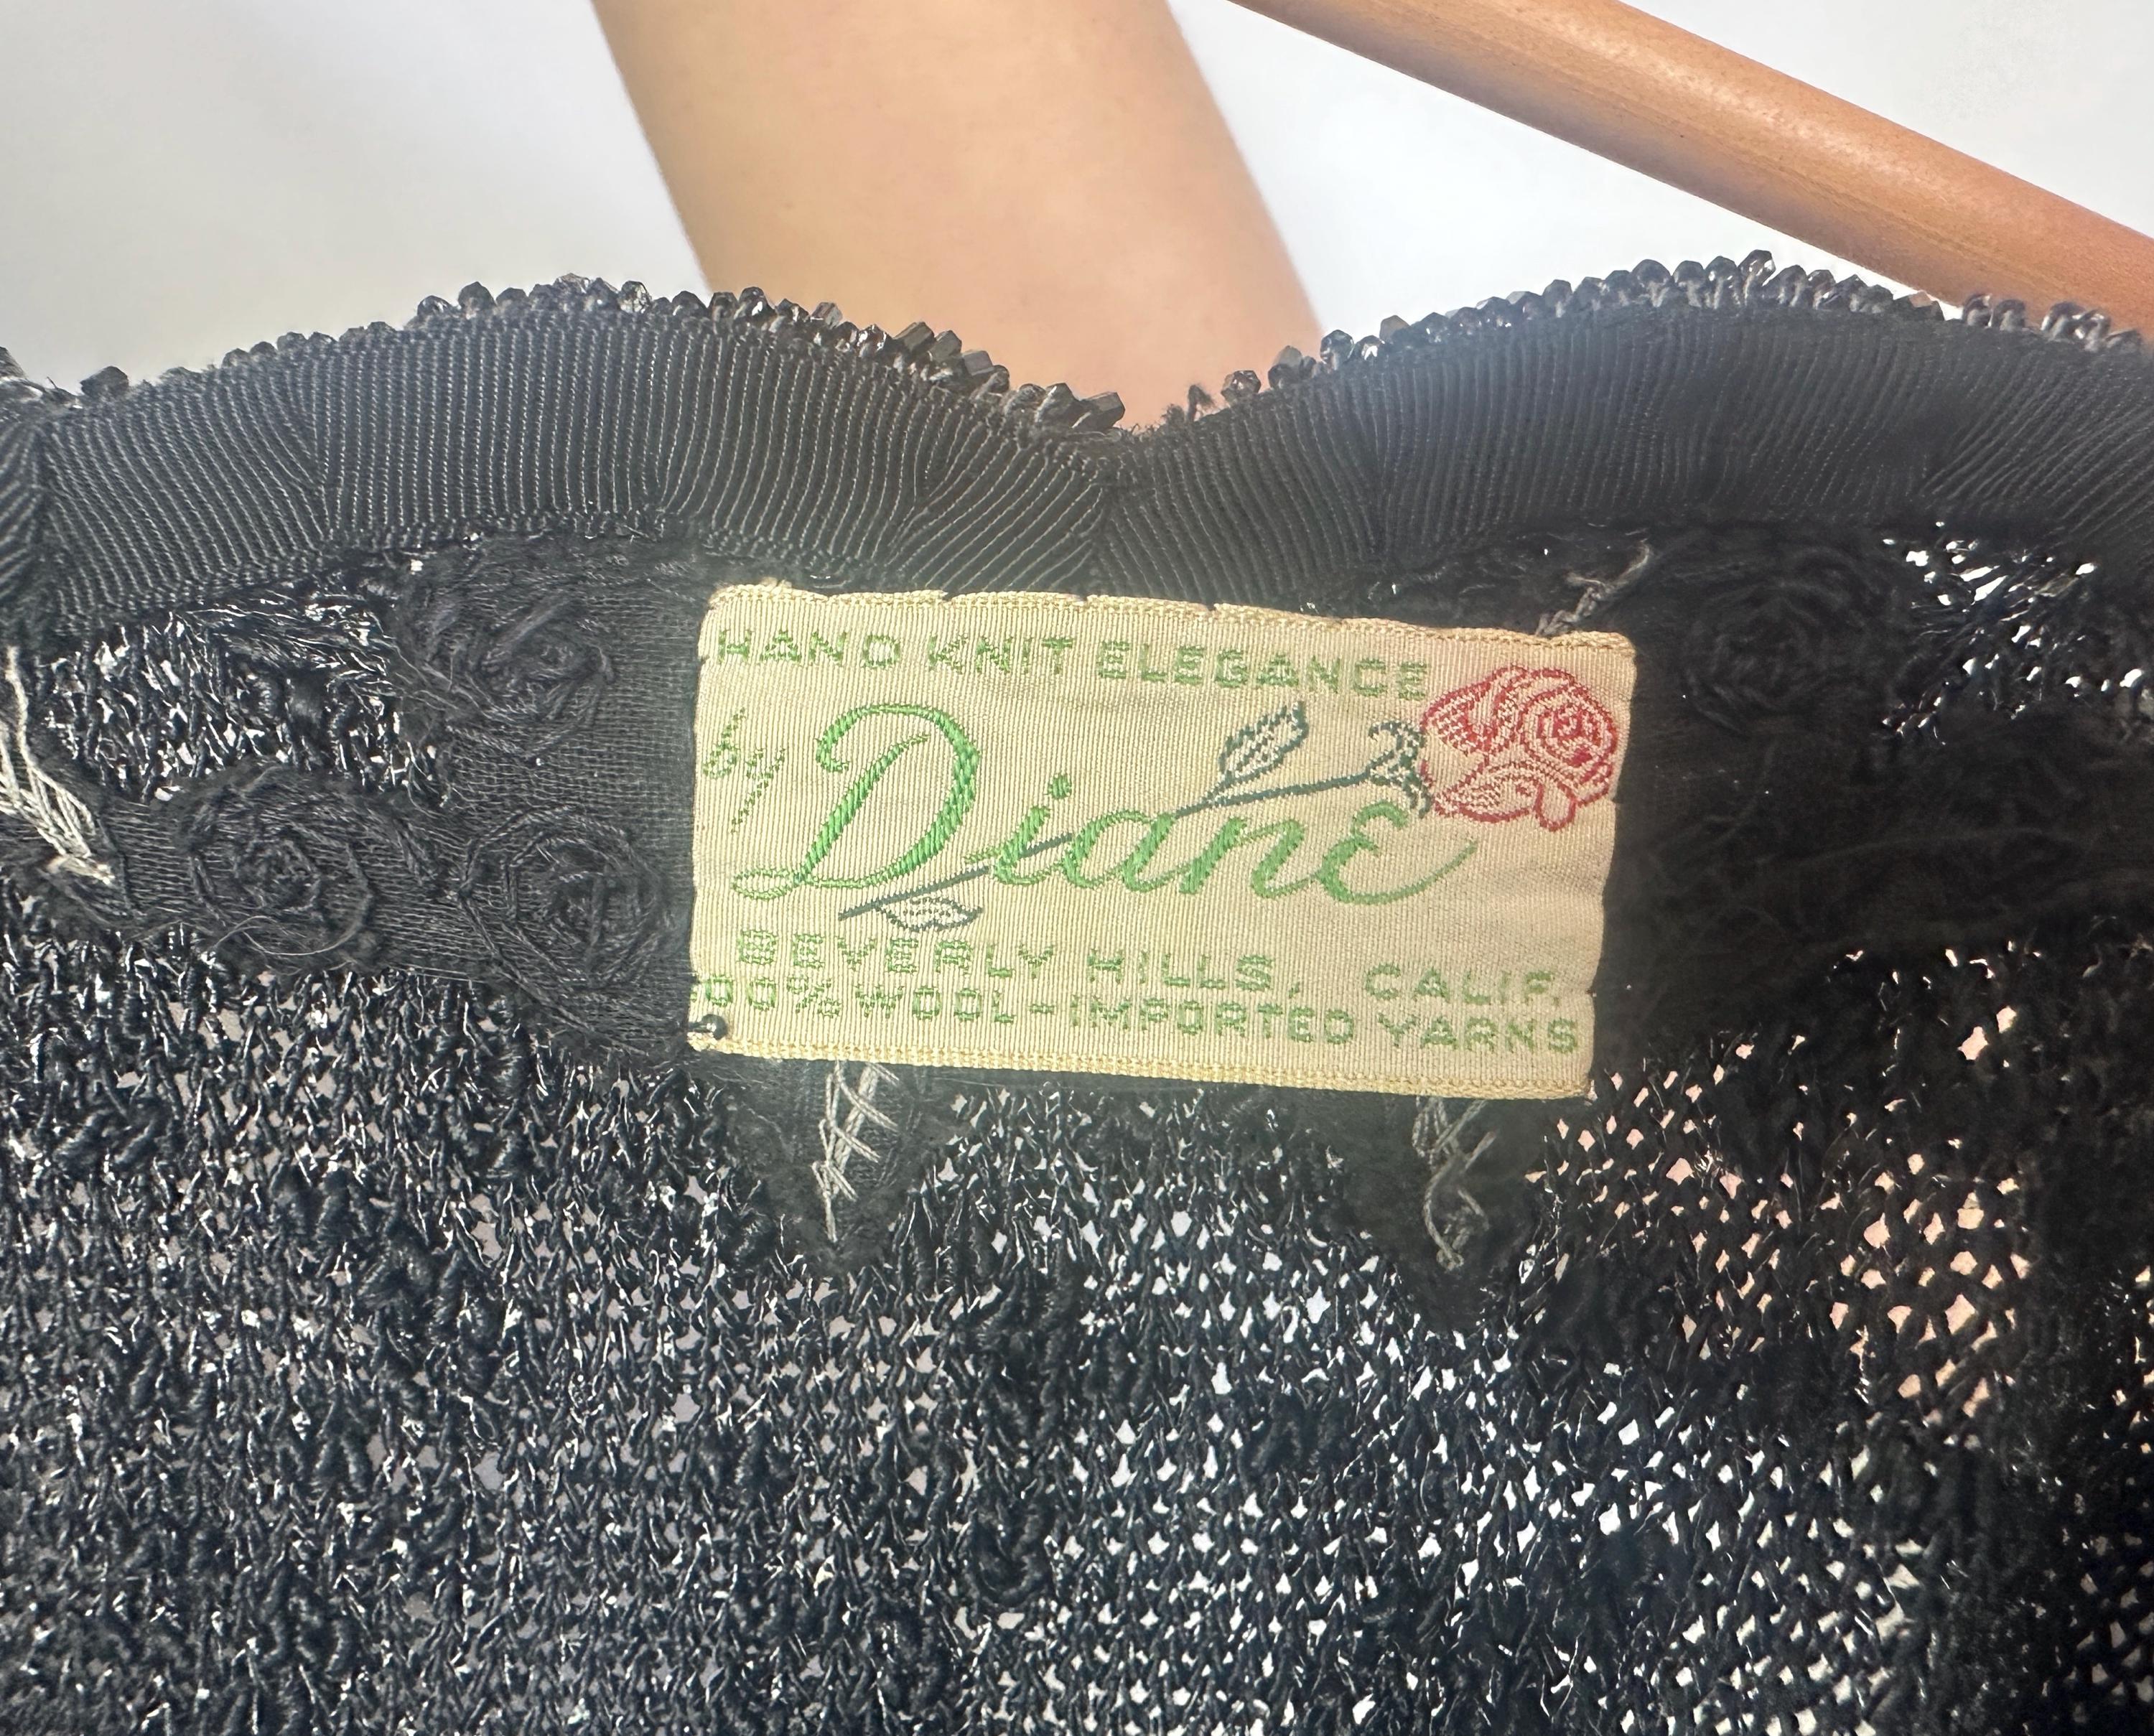 HAND KNIT ELEGANCE
by Diane
BEVERLY HILLS, CALIF.
100% WOOL-IMPORTED YARNS